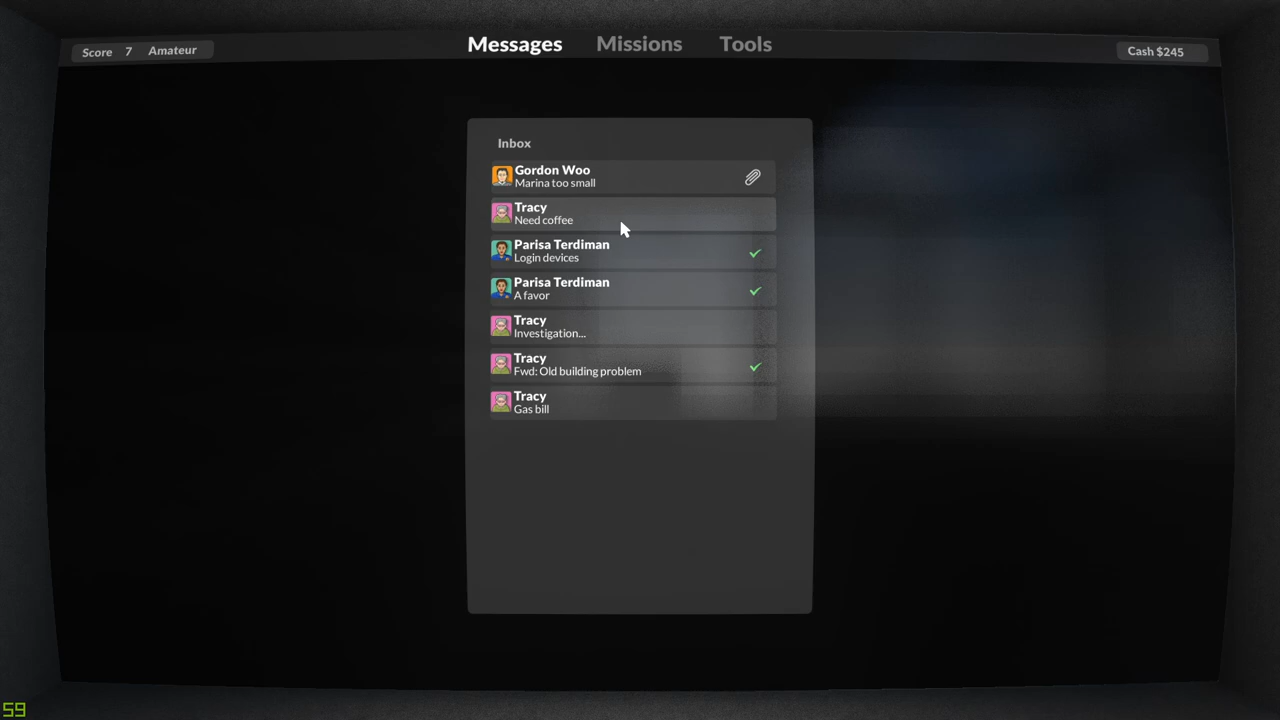 Score 7 Amateur
Messages Missions Tools
Cash $245
Inbox
Gordon Woo
Marina too small
Tracy
Need coffee
Parisa Terdiman
Login devices
Parisa Terdiman
A favor
Tracy
Investigation...
Tracy
Fwd: Old building problem
Tracy
Gas bill
59